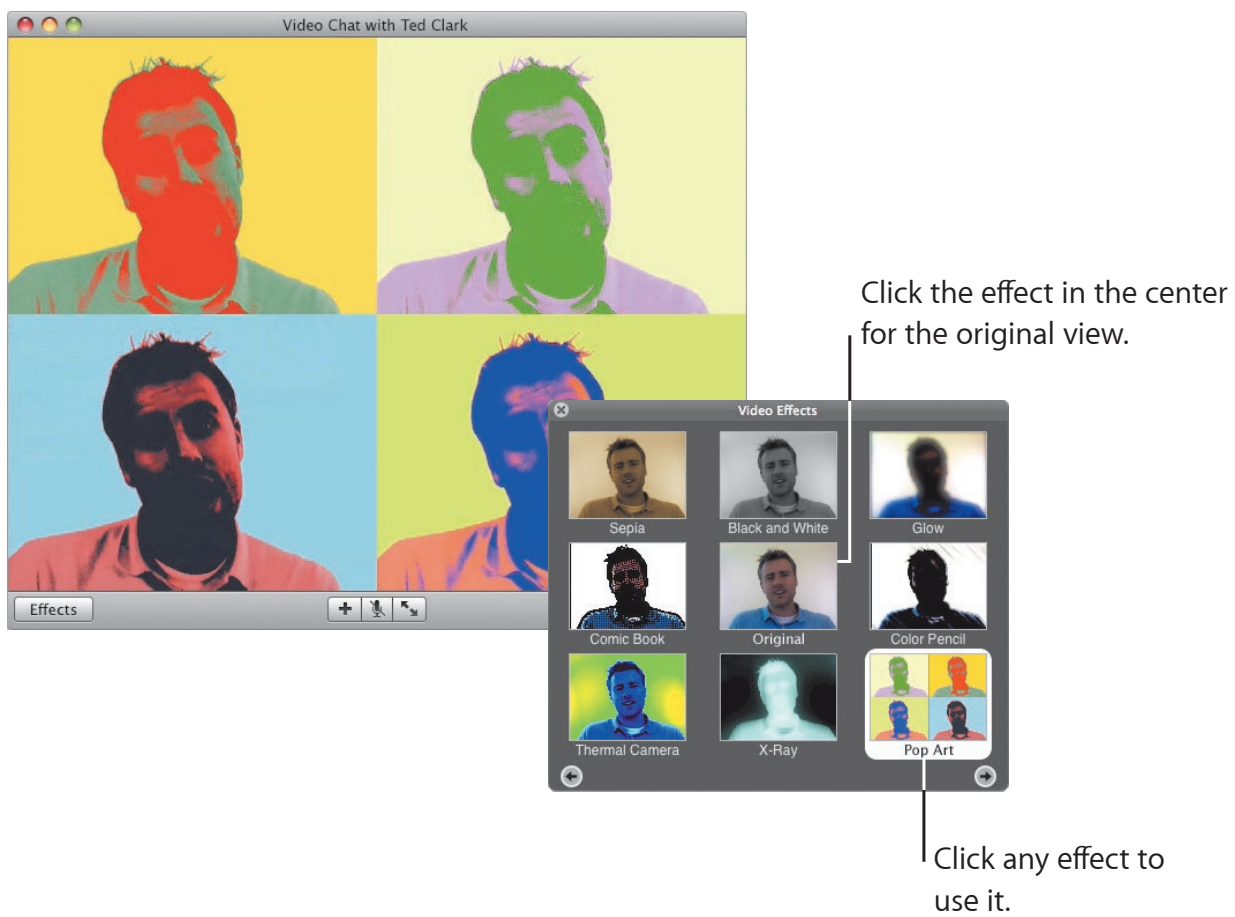 Video Chat with Ted Clark
Click the effect in the center
for the original view.
Video Effects
Sepia
Black and White
Glow
Effects
Comic Book
Original
Color Pencil
Thermal Camera
X-Ray
Pop Art
Click any effect to
use it.